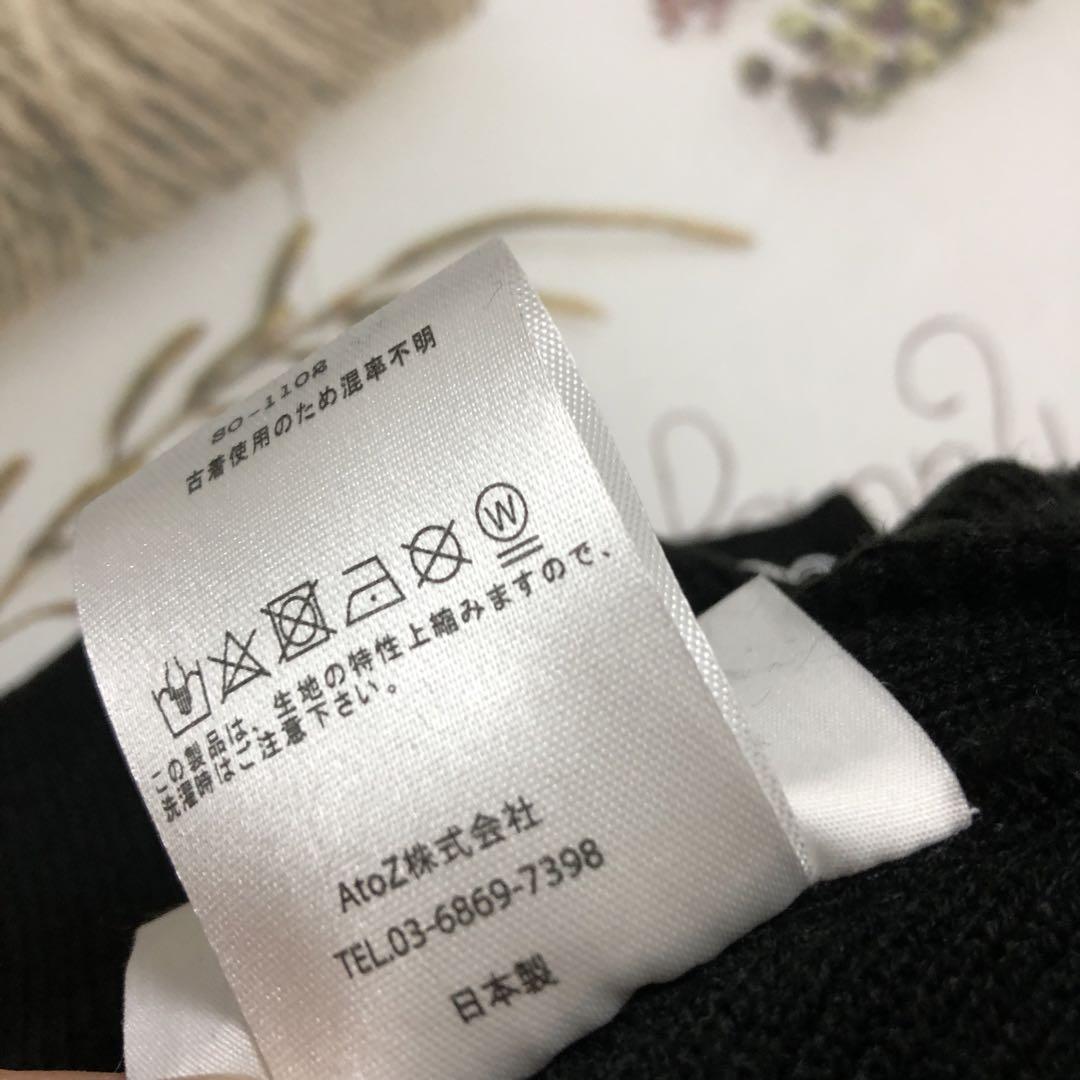 SO-1108
古着使用のため混率不明
W
この製品は、生地の特性上縮みますので、
ご洗濯時はご注意下さい。
AtoZ株式会社
TEL.03-6869-7398
日本製